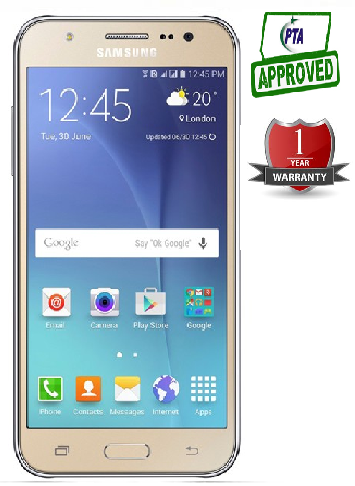 PTA
APPROVED
SAMSUNG
12:45 PM
12:45
20°
London
Tue, 30 June
Updated 06/30 12:45
1
YEAR
WARRANTY
Google
Say "Ok Google"
Email
Camera
Play Store
Google
Phone
Contacts
Messages
Internet
Apps